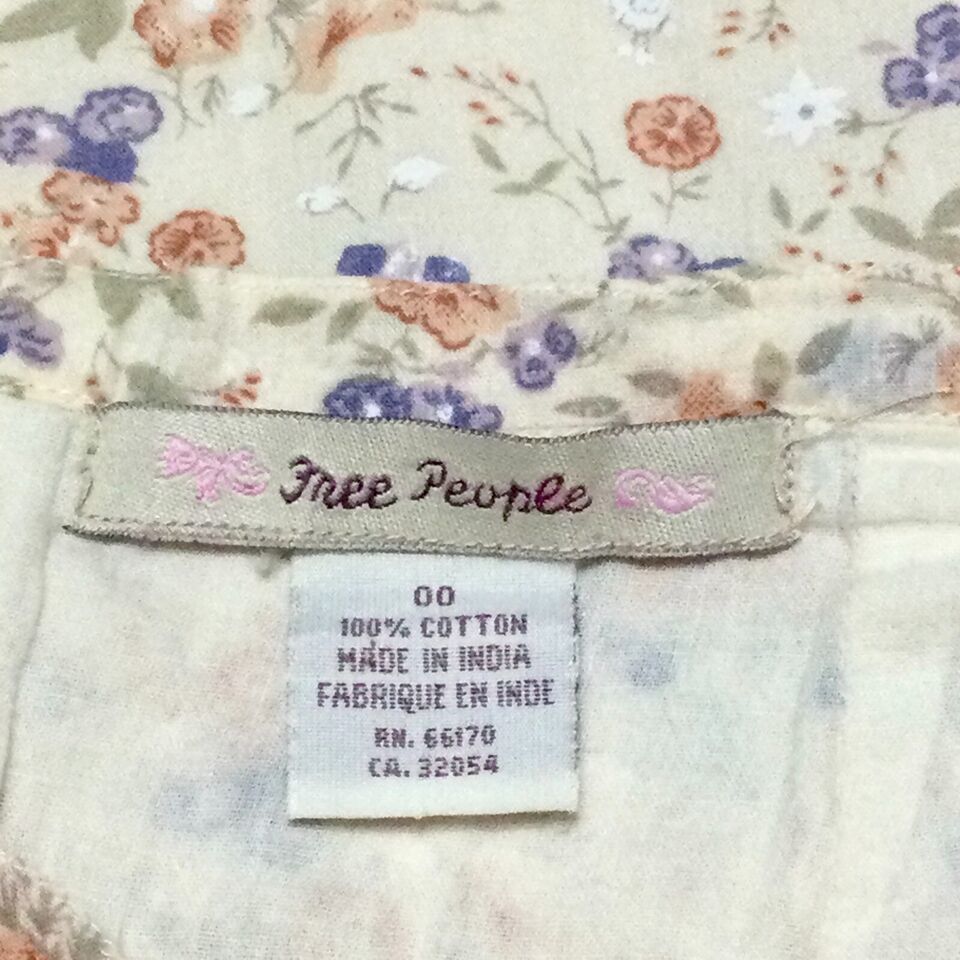 Free People
00
100% COTTON
MADE IN INDIA
FABRIQUE EN INDE
RN. 66170
CA. 32054